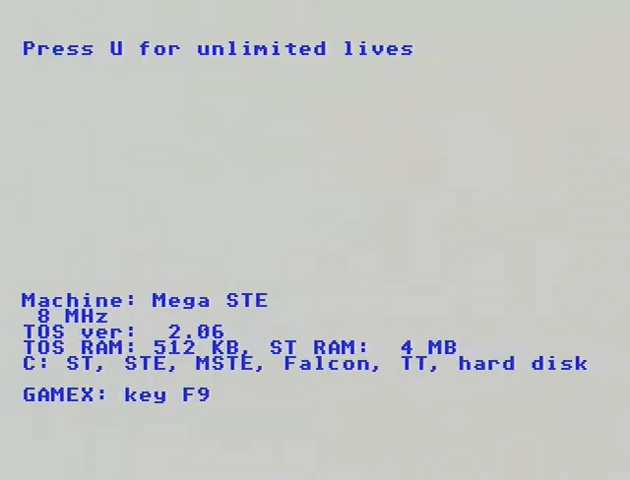 Press U for unlimited lives
Machine: Mega STE
8 MHz
TOS ver: 2.06
TOS RAM: 512 KB, ST RAM: 4 MB
C: ST, STE, MSTE, Falcon, TT, hard disk
GAMEX: key F9